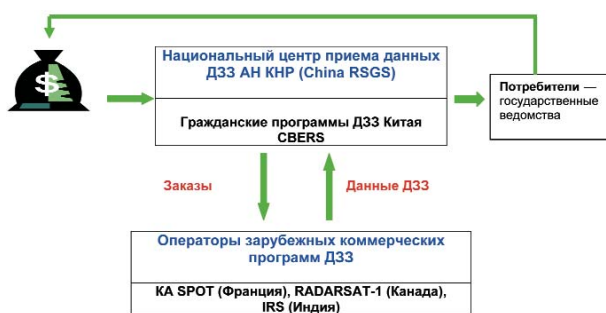 $
Национальный центр приема данных
ДЗЗ АН КНР (China RSGS)
Гражданские программы ДЗЗ Китая
CBERS
Потребители —
государственные
ведомства
Заказы
Данные ДЗЗ
Операторы зарубежных коммерческих
программ ДЗЗ
КА SPOT (Франция), RADARSAT-1 (Канада),
IRS (Индия)